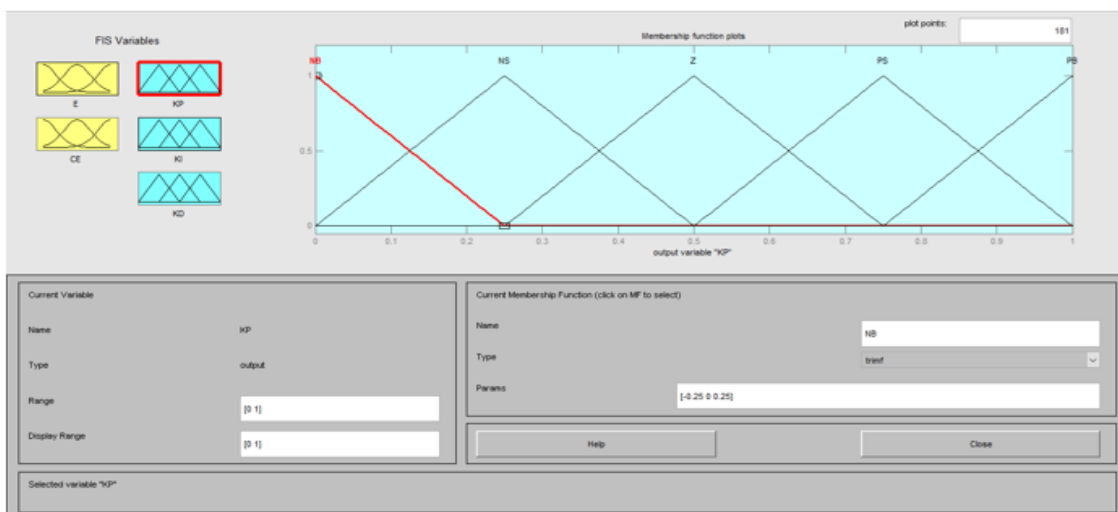 plot points:
181
FIS Variables
Membership function plots
NB
NS
Z
PS
PB
E
KP
CE
KI
KD
1
0.5
0
0
0.1
0.2
0.3
0.4
0.5
0.6
0.7
0.8
0.9
1
output variable "KP"
Current Variable
Name
KP
Type
output
Range
[0 1]
Display Range
[0 1]
Current Membership Function (click on MF to select)
Name
NB
Type
trimf
Params
[-0.25 0 0.25]
Help
Close
Selected variable "KP"